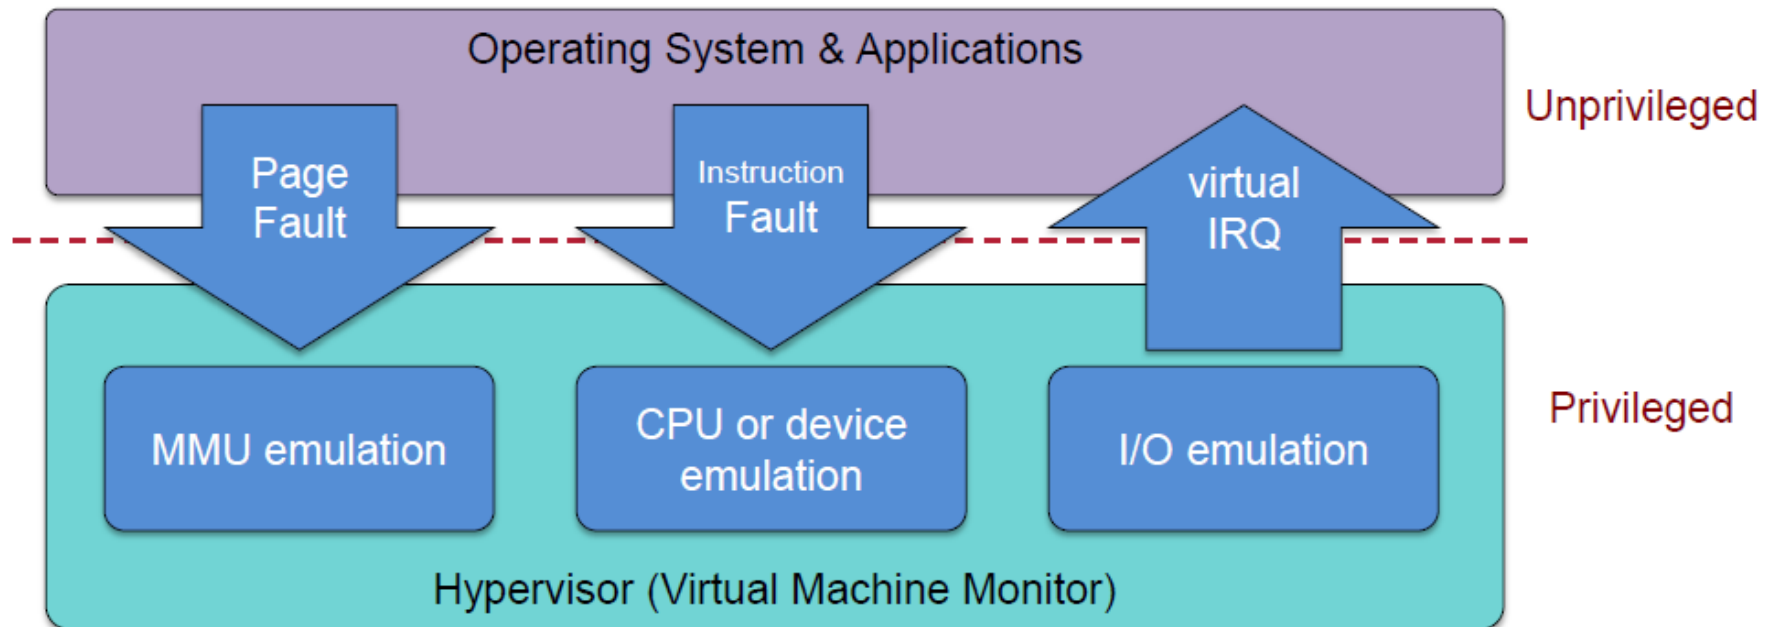 Operating System & Applications
Unprivileged
Page
Fault
Instruction
Fault
virtual
IRQ
Privileged
MMU emulation
CPU or device
emulation
I/O emulation
Hypervisor (Virtual Machine Monitor)